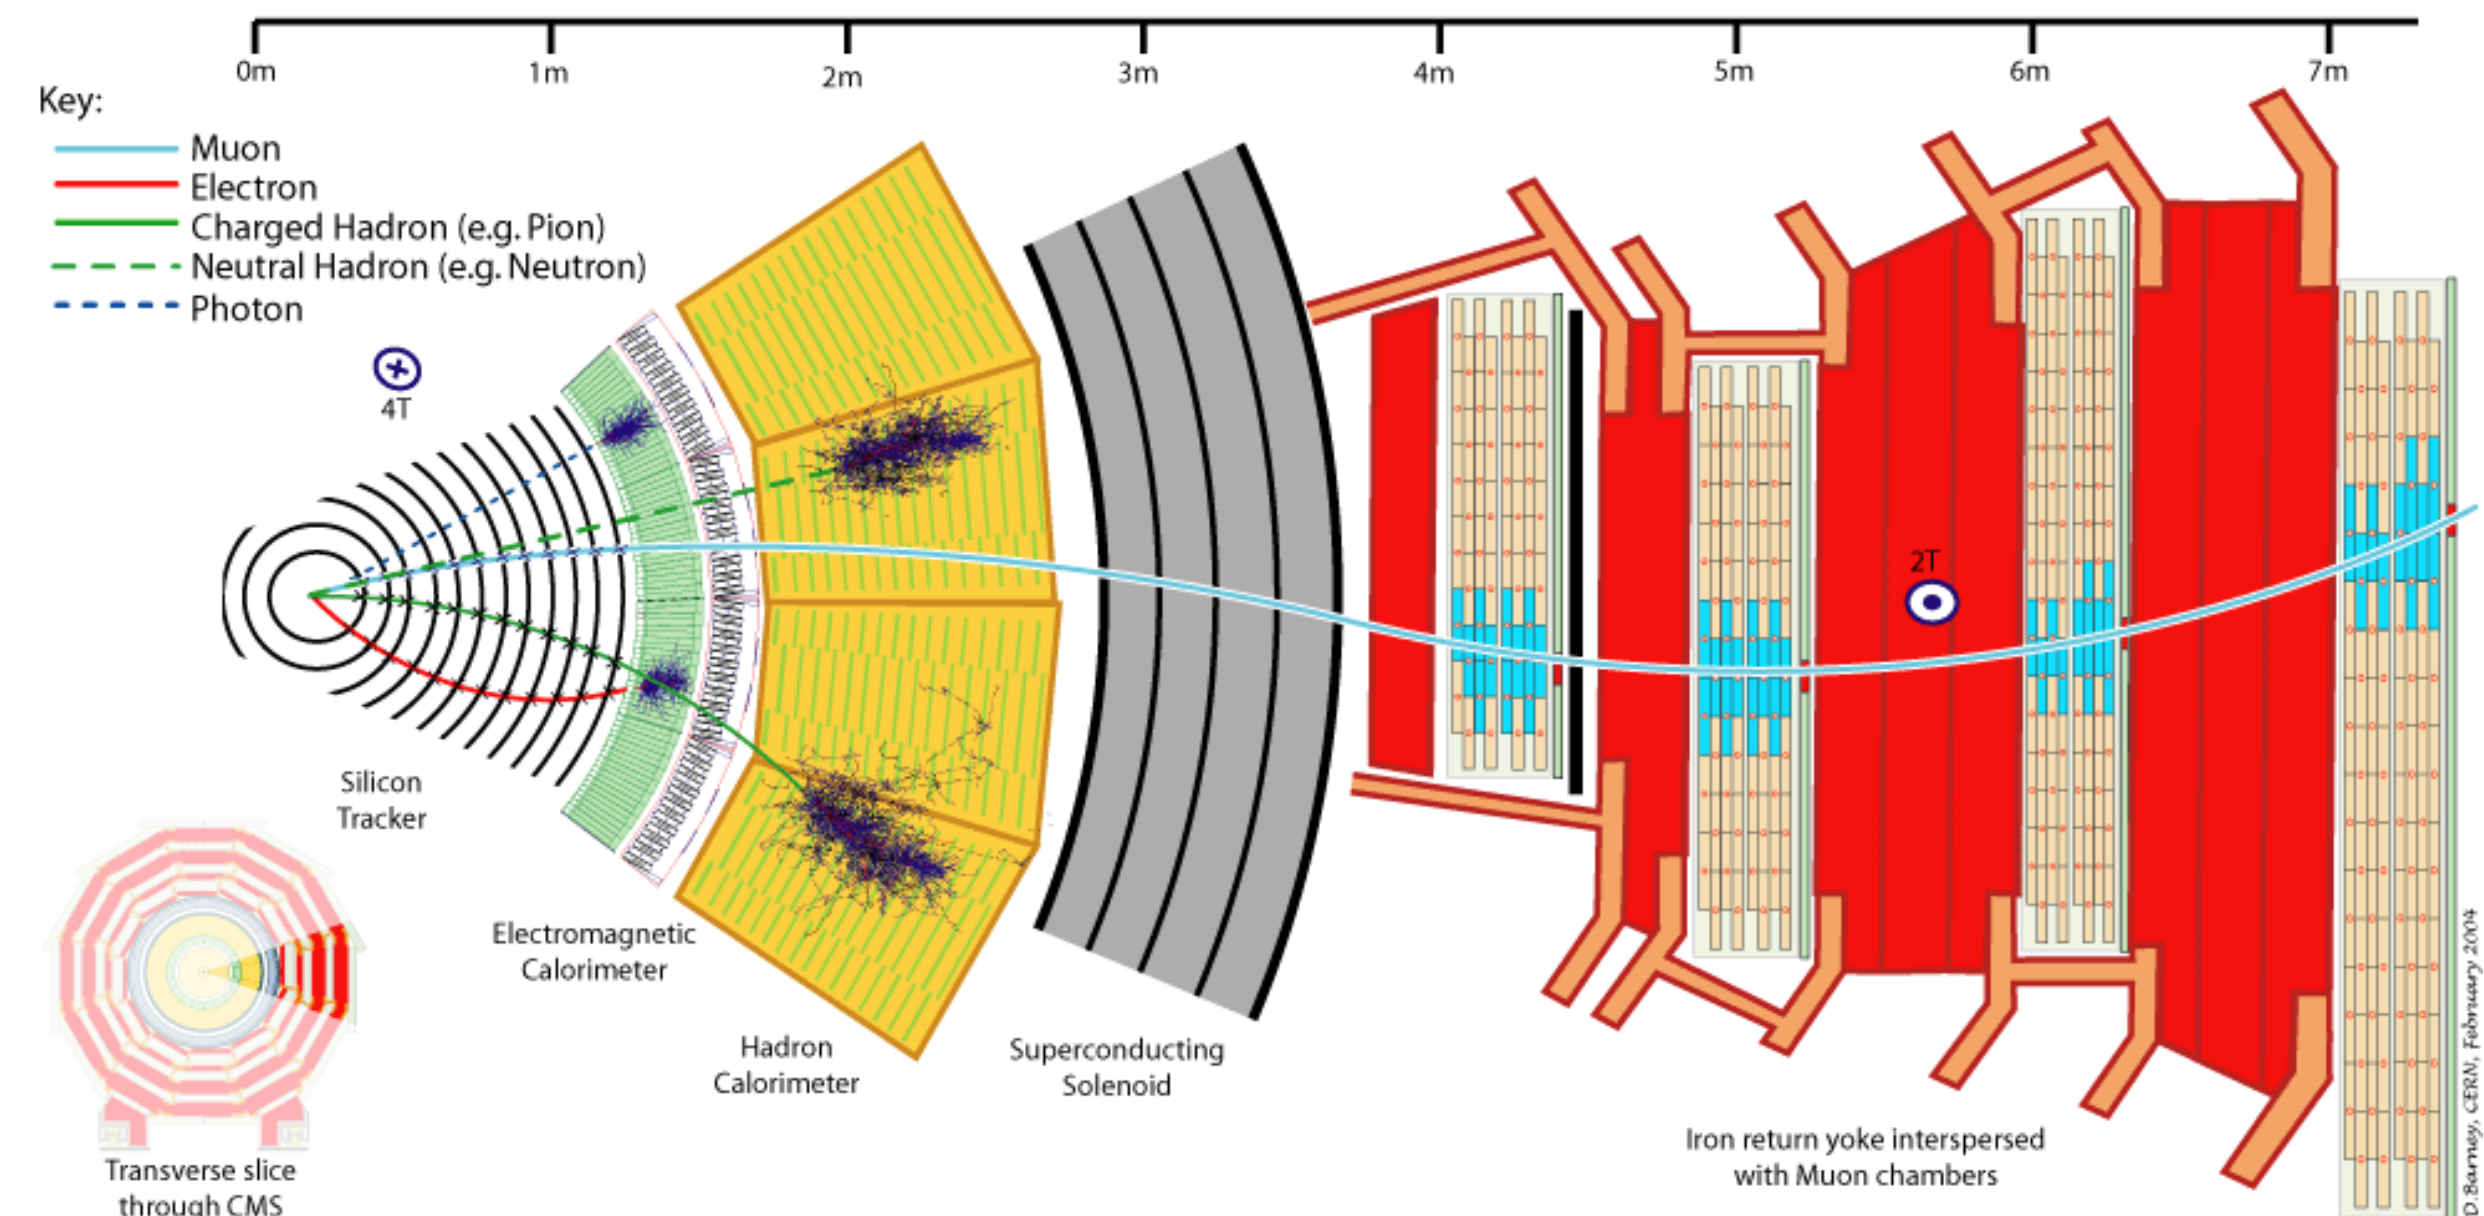 0m 1m 2m 3m 4m 5m 6m 7m
Key:
Muon
Electron
Charged Hadron (e.g. Pion)
Neutral Hadron (e.g. Neutron)
Photon
4T
2T
Silicon
Tracker
Electromagnetic
Calorimeter
Hadron
Calorimeter
Superconducting
Solenoid
Iron return yoke interspersed
with Muon chambers
Transverse slice
through CMS
D.Barney, CERN, February 2004